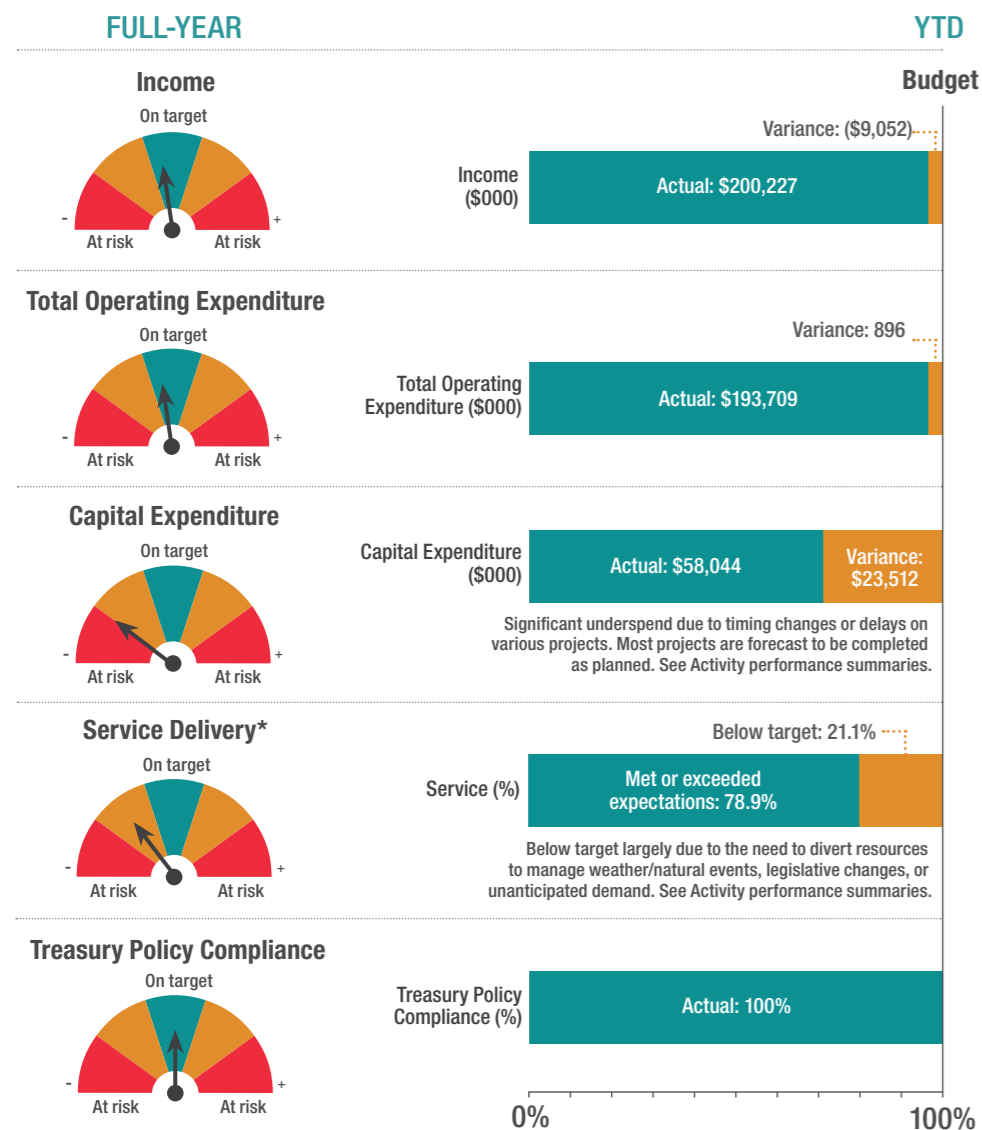 FULL-YEAR
YTD
Income
On target
-
+
At risk
At risk
Budget
Variance: ($9,052)
Income
($000)
Actual: $200,227
Total Operating Expenditure
On target
-
+
At risk
At risk
Variance: 896
Total Operating
Expenditure ($000)
Actual: $193,709
Capital Expenditure
On target
-
+
At risk
At risk
Capital Expenditure
($000)
Actual: $58,044
Variance:
$23,512
Significant underspend due to timing changes or delays on
various projects. Most projects are forecast to be completed
as planned. See Activity performance summaries.
Service Delivery*
On target
-
+
At risk
At risk
Below target: 21.1%
Service (%)
Met or exceeded
expectations: 78.9%
Below target largely due to the need to divert resources
to manage weather/natural events, legislative changes, or
unanticipated demand. See Activity performance summaries.
Treasury Policy Compliance
On target
-
+
At risk
At risk
Treasury Policy
Compliance (%)
Actual: 100%
0%
100%